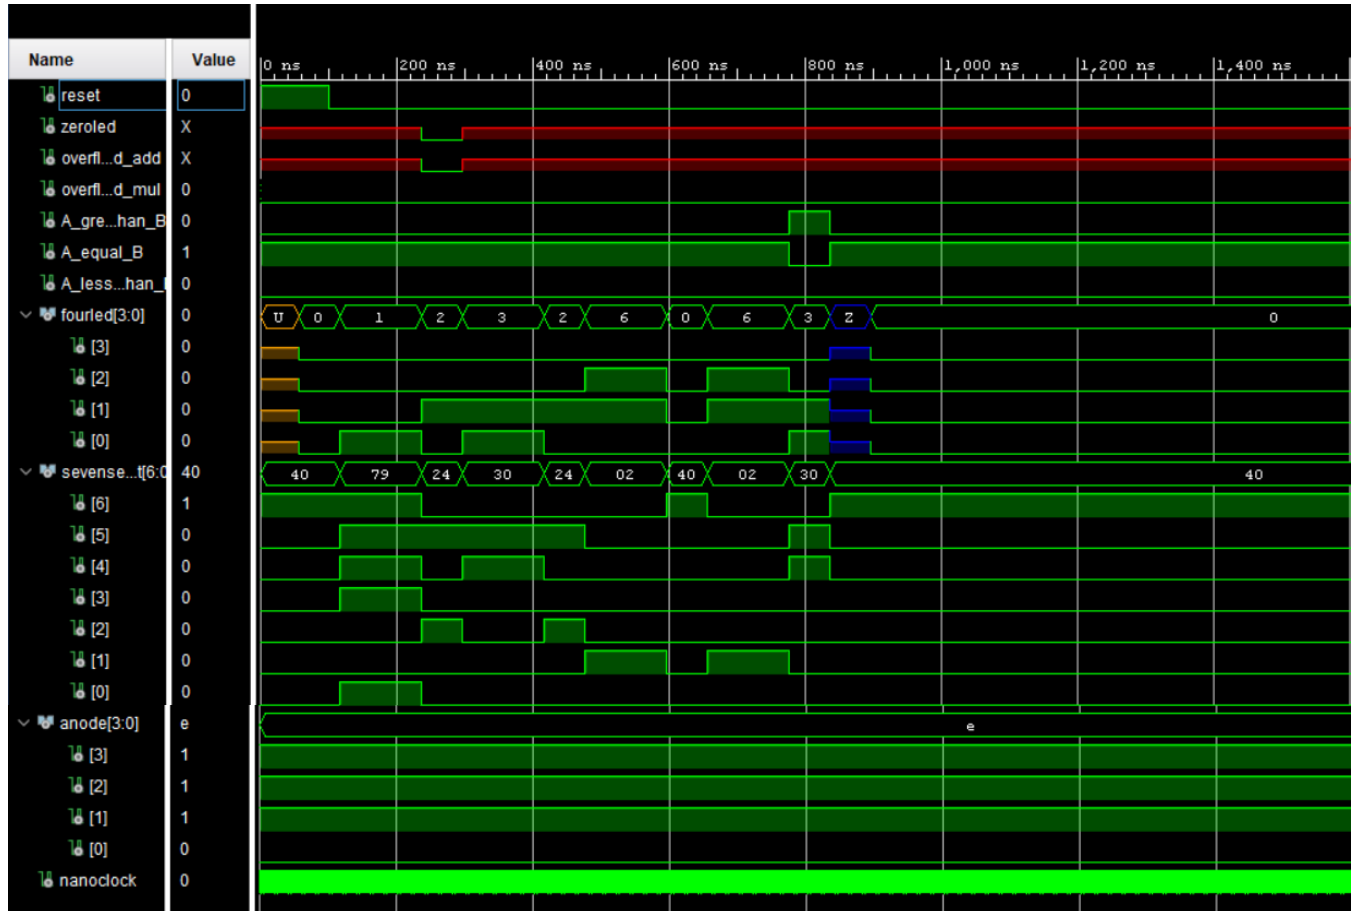 Name Value 0 ns 200 ns 400 ns 600 ns 800 ns 1,000 ns 1,200 ns 1,400 ns
reset 0
zeroled X
overfl...d_add X
overfl...d_mul 0
A_gre...han_B 0
A_equal_B 1
A_less...han_ 0
fourled[3:0] 0 U 0 1 2 3 2 6 0 6 3 Z 0
[3] 0
[2] 0
[1] 0
[0] 0
sevense...t[6:0 40 40 79 24 30 24 02 40 02 30 40
[6] 1
[5] 0
[4] 0
[3] 0
[2] 0
[1] 0
[0] 0
anode[3:0] e e
[3] 1
[2] 1
[1] 1
[0] 0
nanoclock 0